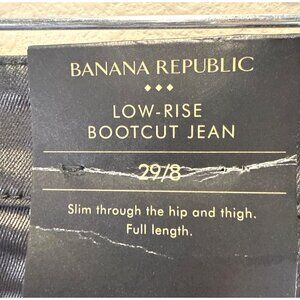 BANANA REPUBLIC
LOW-RISE
BOOTCUT JEAN
29/8
Slim through the hip and thigh.
Full length.